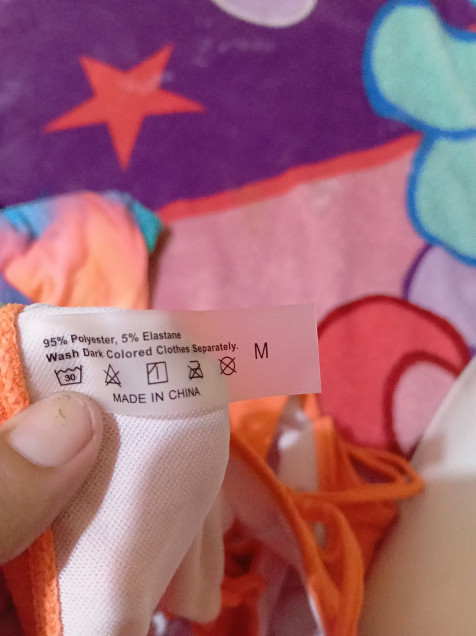 95% Polyester, 5% Elastane
Wash Dark Colored Clothes Separately.
30
M
MADE IN CHINA